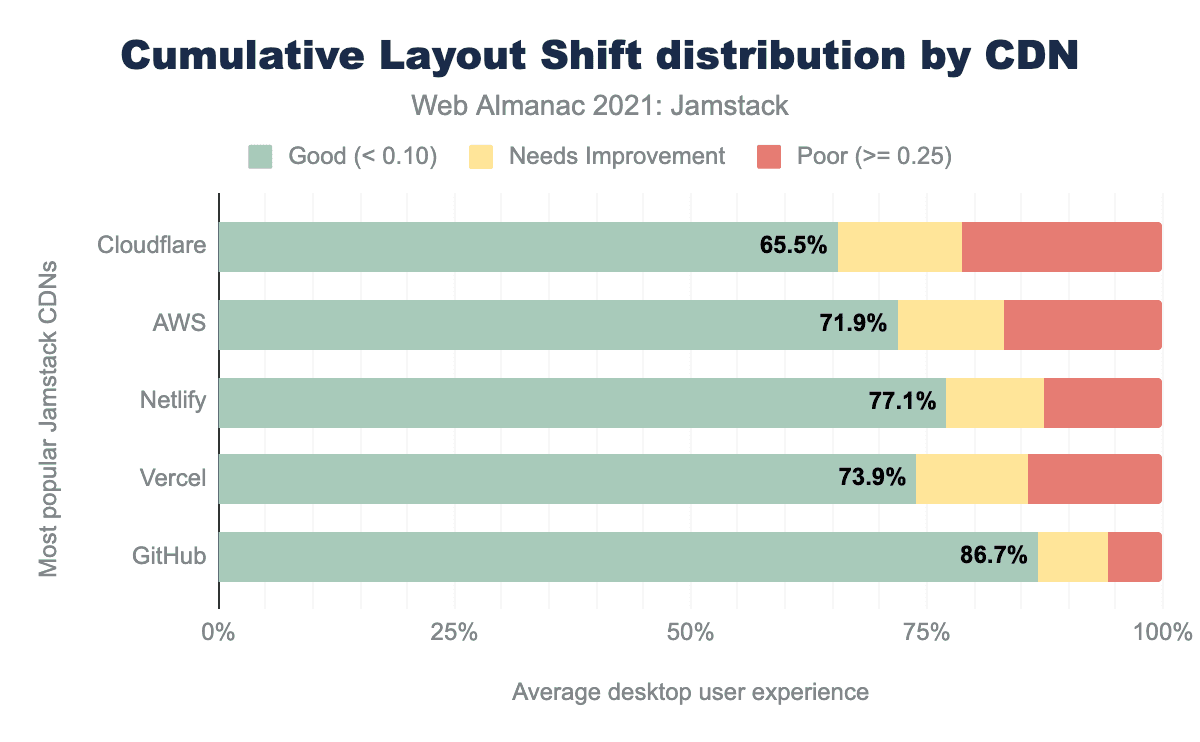 Cumulative Layout Shift distribution by CDN
Web Almanac 2021: Jamstack
Good (< 0.10) Needs Improvement Poor (>= 0.25)
Most popular Jamstack CDNs
Cloudflare 65.5%
AWS 71.9%
Netlify 77.1%
Vercel 73.9%
GitHub 86.7%
0% 25% 50% 75% 100%
Average desktop user experience